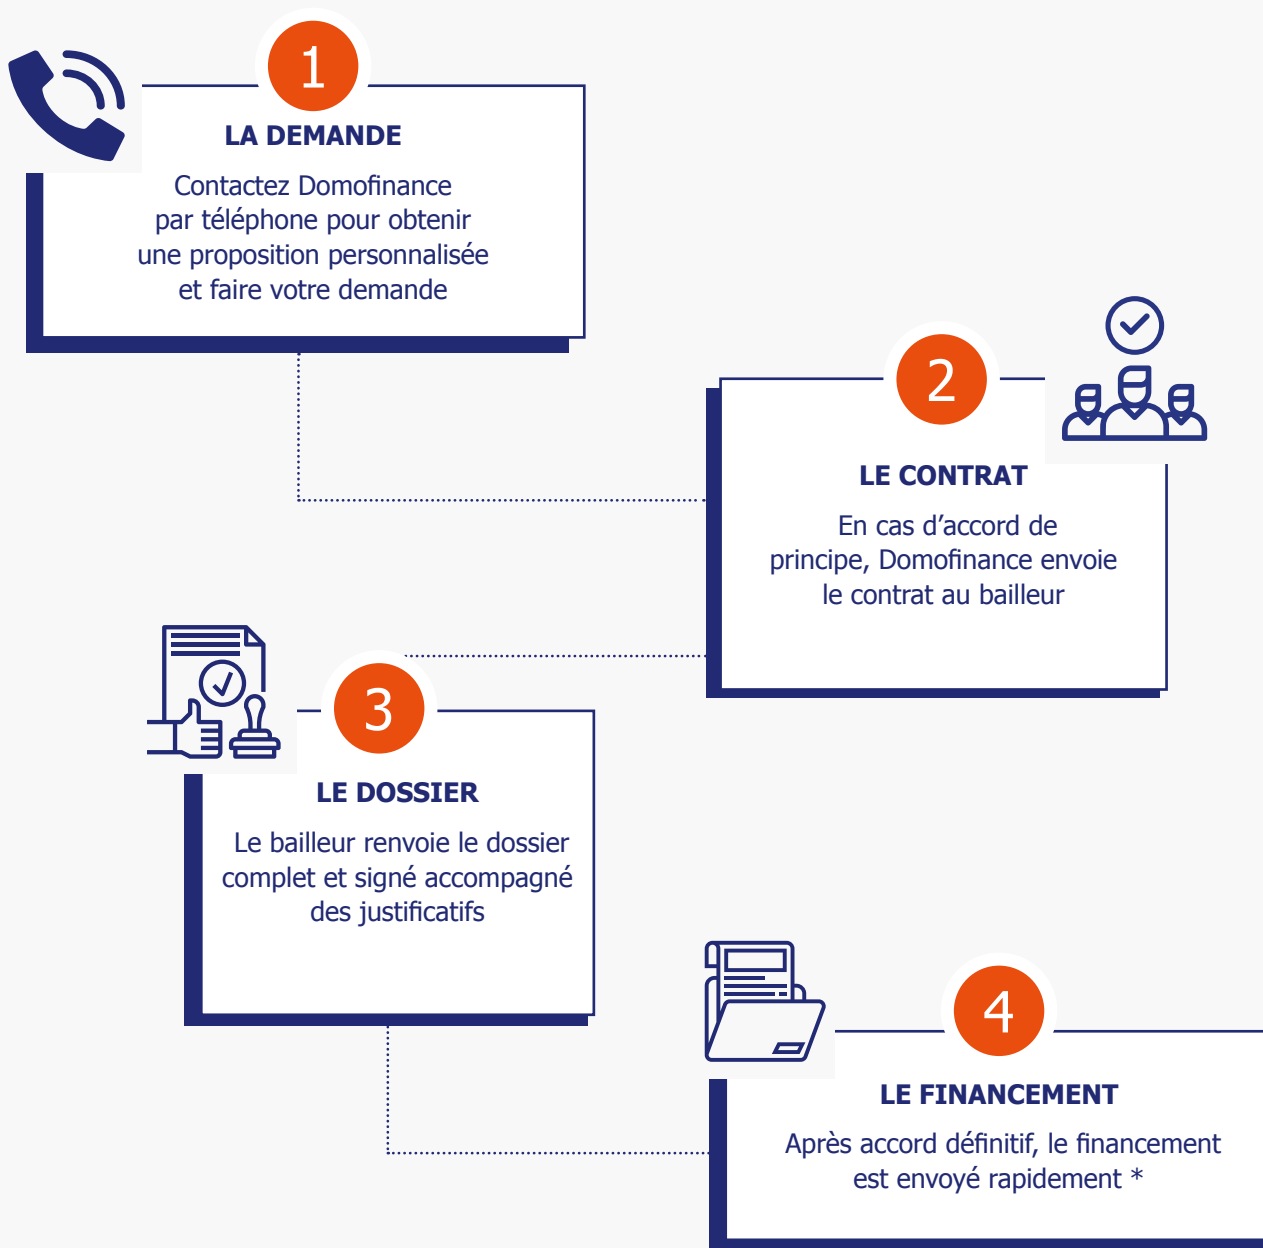 1
LA DEMANDE
Contactez Domofinance
par téléphone pour obtenir
une proposition personnalisée
et faire votre demande
2
LE CONTRAT
En cas d’accord de
principe, Domofinance envoie
le contrat au bailleur
3
LE DOSSIER
Le bailleur renvoie le dossier
complet et signé accompagné
des justificatifs
4
LE FINANCEMENT
Après accord définitif, le financement
est envoyé rapidement *